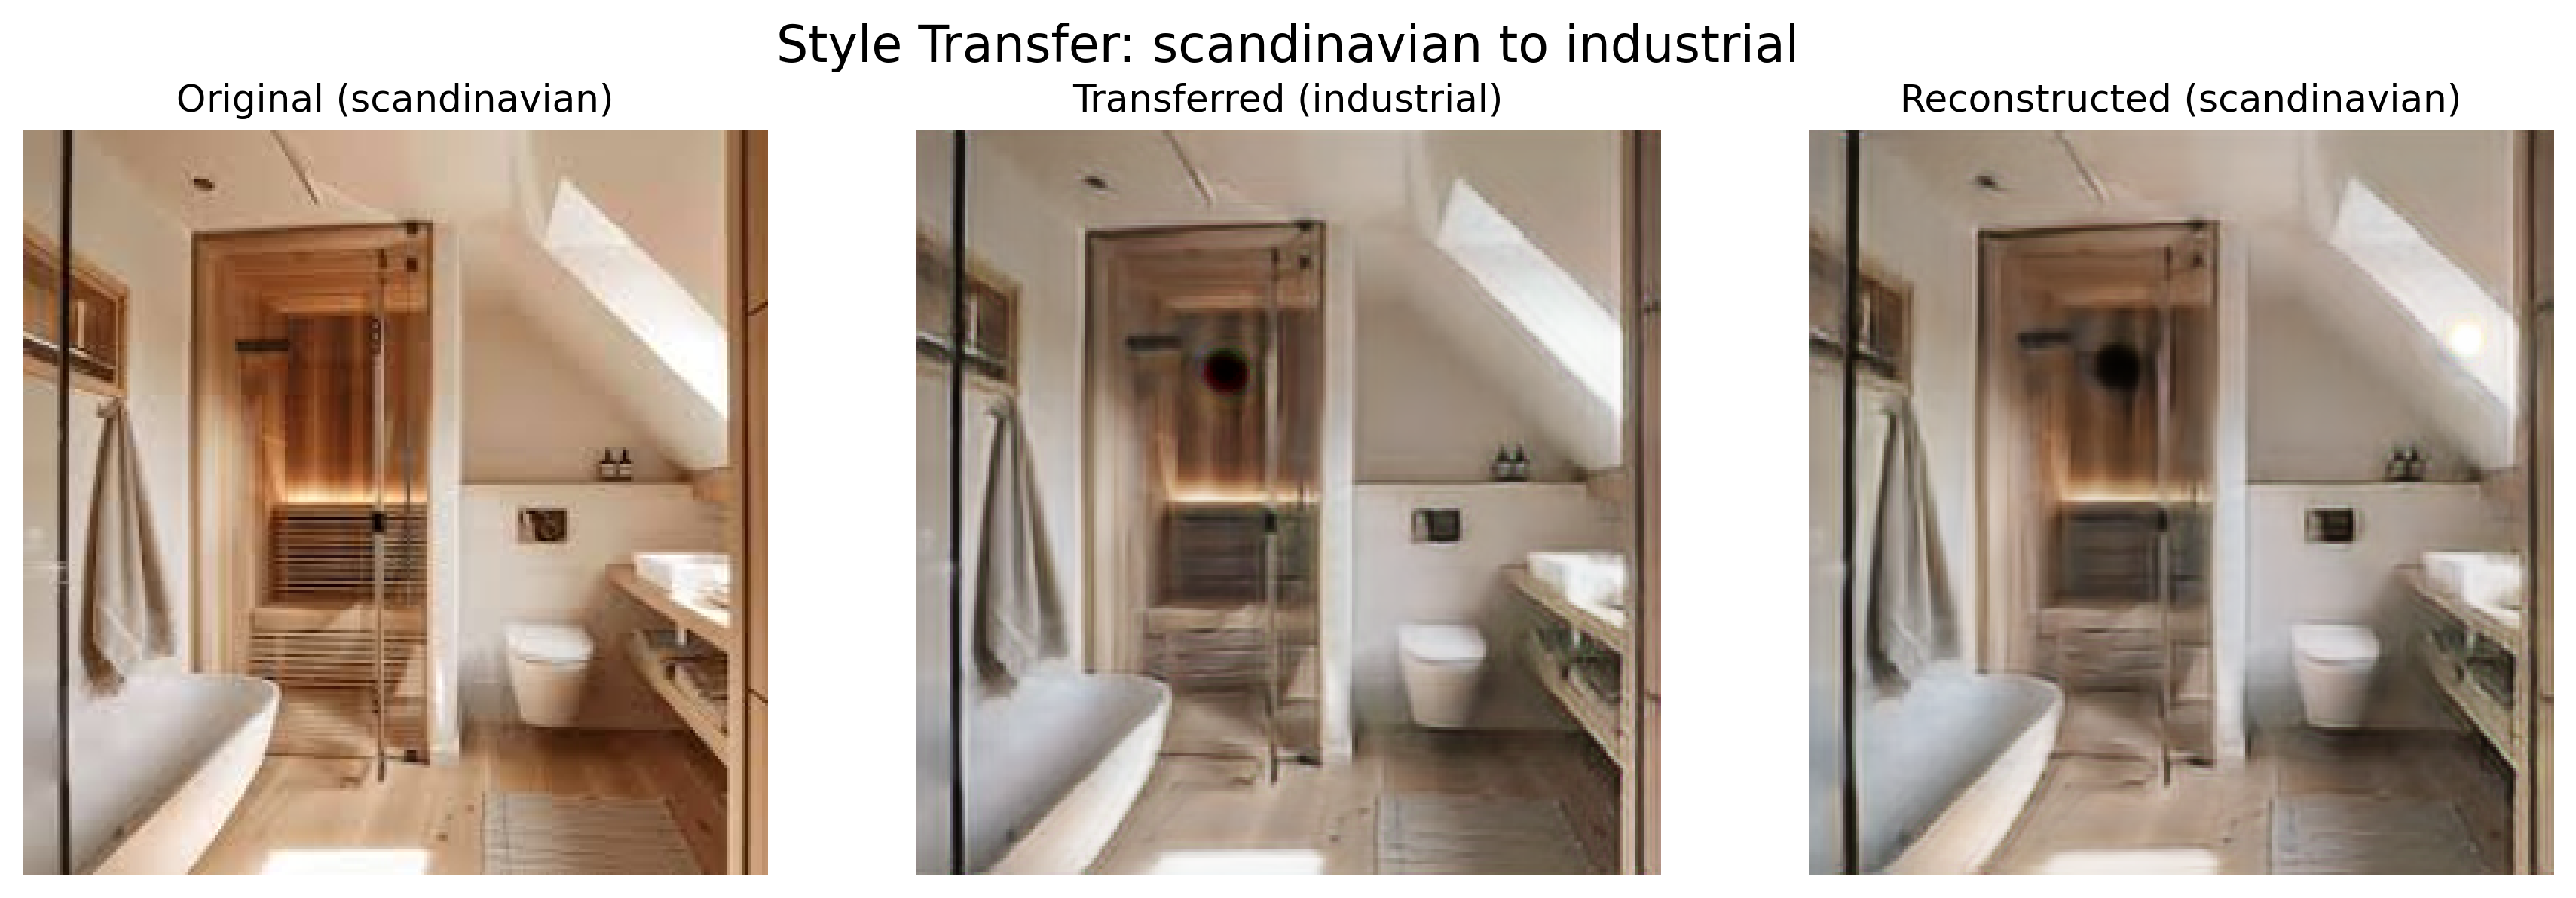 Style Transfer: scandinavian to industrial
Original (scandinavian)
Transferred (industrial)
Reconstructed (scandinavian)